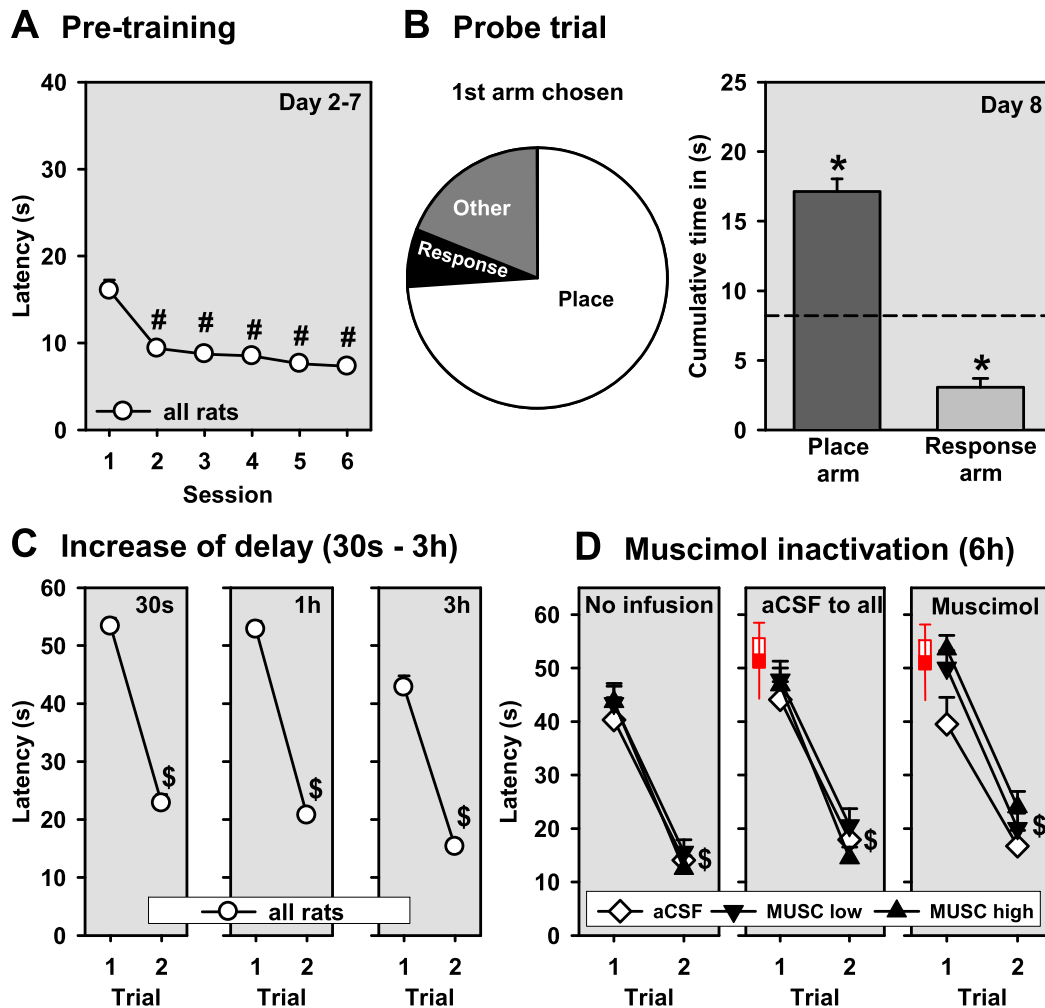 A Pre-training
Day 2-7
Latency (s)
40
30
20
10
0
# # # # #
all rats
1 2 3 4 5 6
Session
B Probe trial
1st arm chosen
Other
Response
Place
Day 8
Cumulative time in (s)
25
20
15
10
5
0
*
*
Place arm
Response arm
C Increase of delay (30s - 3h)
Latency (s)
60
50
40
30
20
10
0
30s
1h
3h
$
$
$
all rats
1 2
1 2
1 2
Trial
Trial
Trial
D Muscimol inactivation (6h)
Latency (s)
60
50
40
30
20
10
0
No infusion
aCSF to all
Muscimol
$
$
$
aCSF MUSC low MUSC high
1 2
1 2
1 2
Trial
Trial
Trial